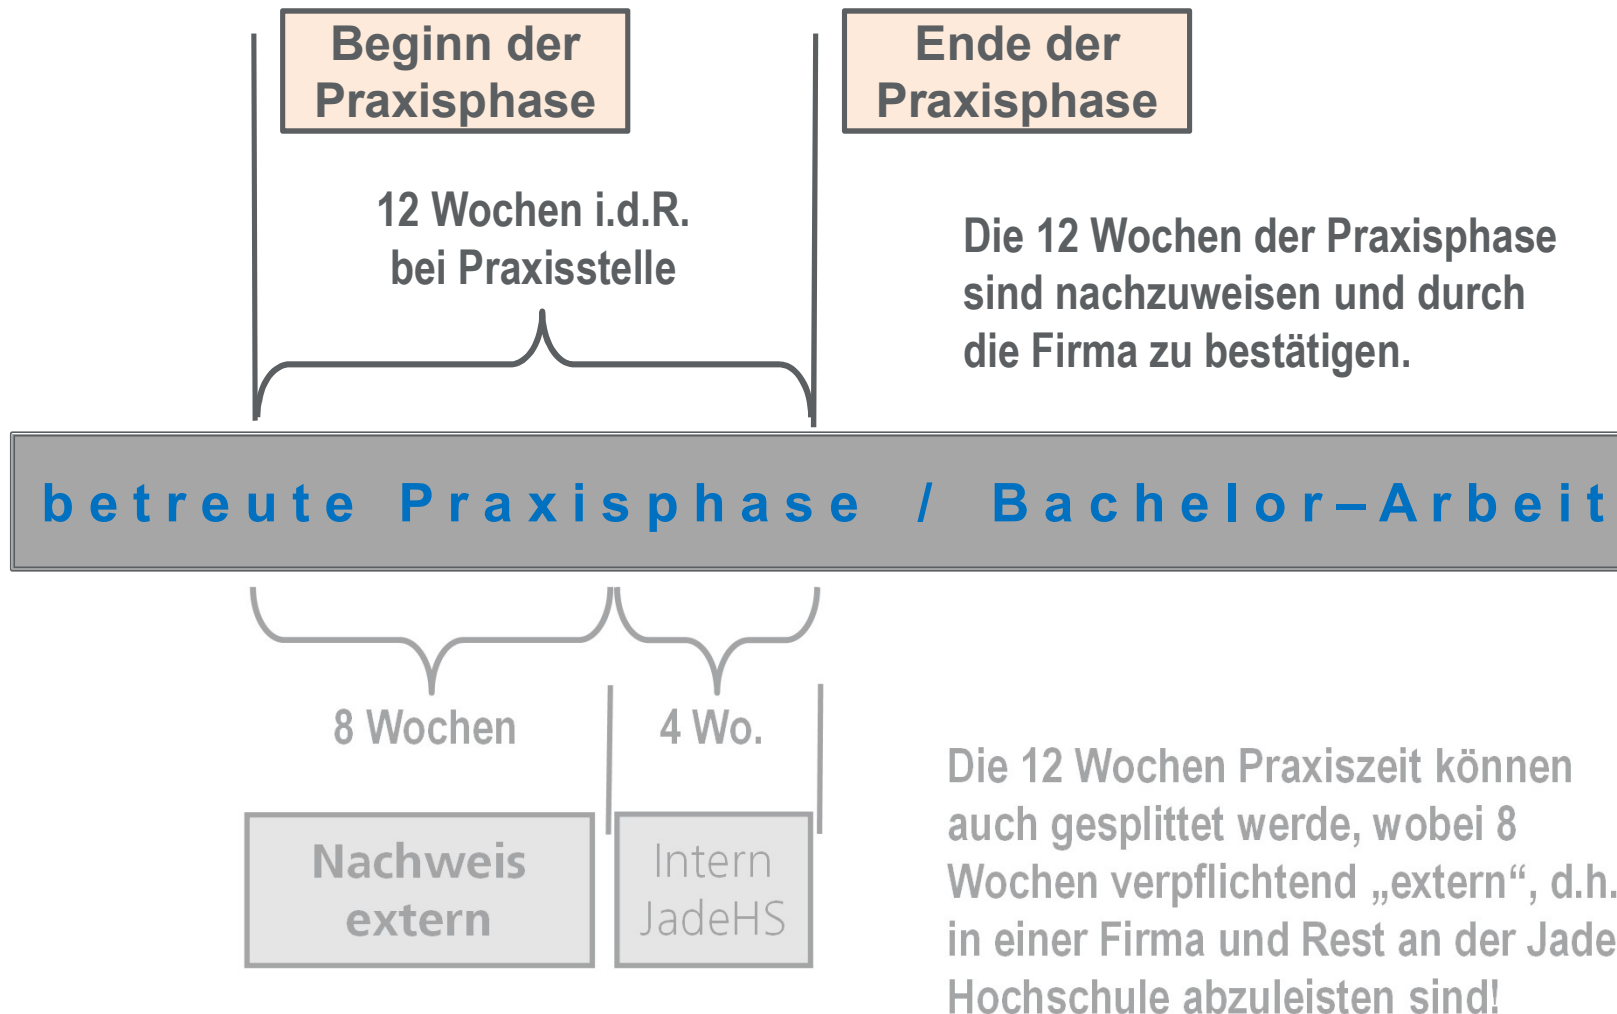 Beginn der
Praxisphase
Ende der
Praxisphase
12 Wochen i.d.R.
bei Praxisstelle
Die 12 Wochen der Praxisphase
sind nachzuweisen und durch
die Firma zu bestätigen.
betreute Praxisphase / Bachelor–Arbeit
8 Wochen
4 Wo.
Nachweis
extern
Intern
JadeHS
Die 12 Wochen Praxiszeit können
auch gesplittet werde, wobei 8
Wochen verpflichtend „extern“, d.h.
in einer Firma und Rest an der Jade
Hochschule abzuleisten sind!